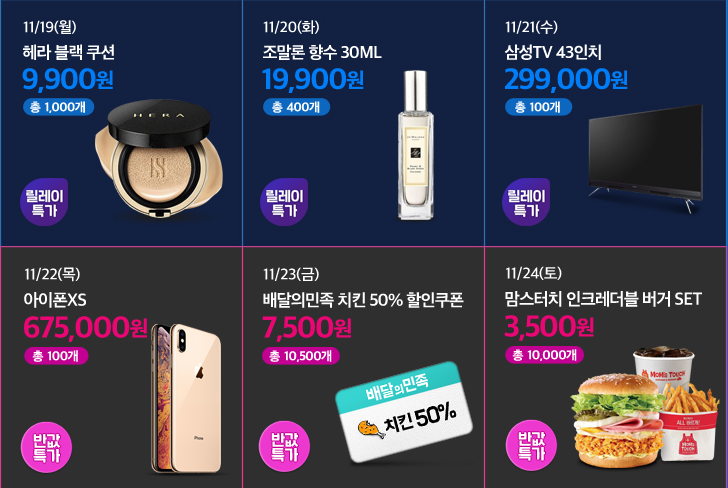 11/19(월)
헤라 블랙 쿠션
9,900원
총 1,000개
HERA
릴레이
특가
11/20(화)
조말론 향수 30ML
19,900원
총 400개
JO MALONE
릴레이
특가
11/21(수)
삼성TV 43인치
299,000원
총 100개
릴레이
특가
11/22(목)
아이폰XS
675,000원
총 100개
iPhone
반값
특가
11/23(금)
배달의민족 치킨 50% 할인쿠폰
7,500원
총 10,500개
배달의민족
치킨 50%
반값
특가
11/24(토)
맘스터치 인크레더블 버거 SET
3,500원
총 10,000개
MOM'S TOUCH
MOM'S TOUCH
반값
특가